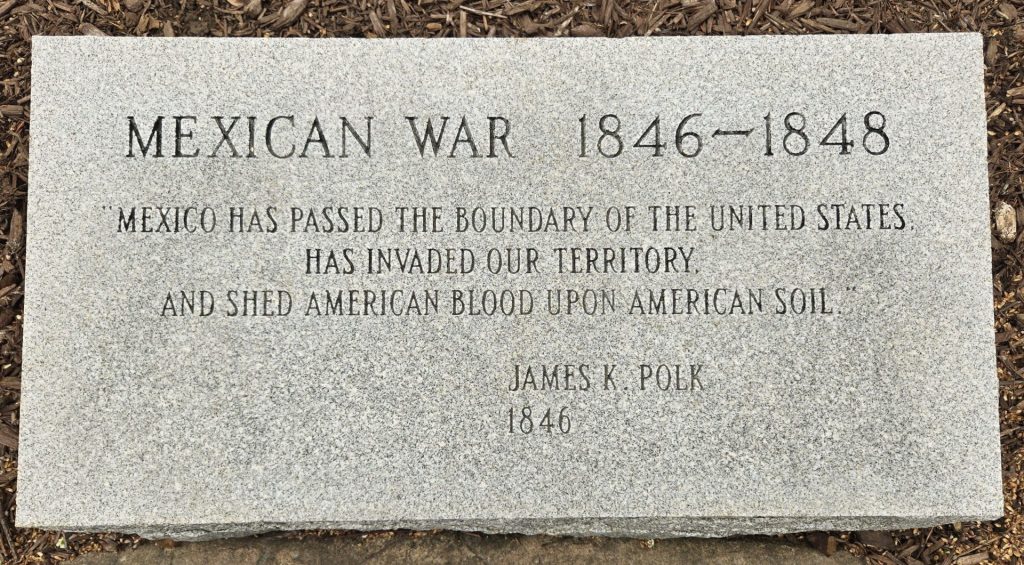 MEXICAN WAR 1846–1848
"MEXICO HAS PASSED THE BOUNDARY OF THE UNITED STATES,
HAS INVADED OUR TERRITORY,
AND SHED AMERICAN BLOOD UPON AMERICAN SOIL."
JAMES K. POLK
1846